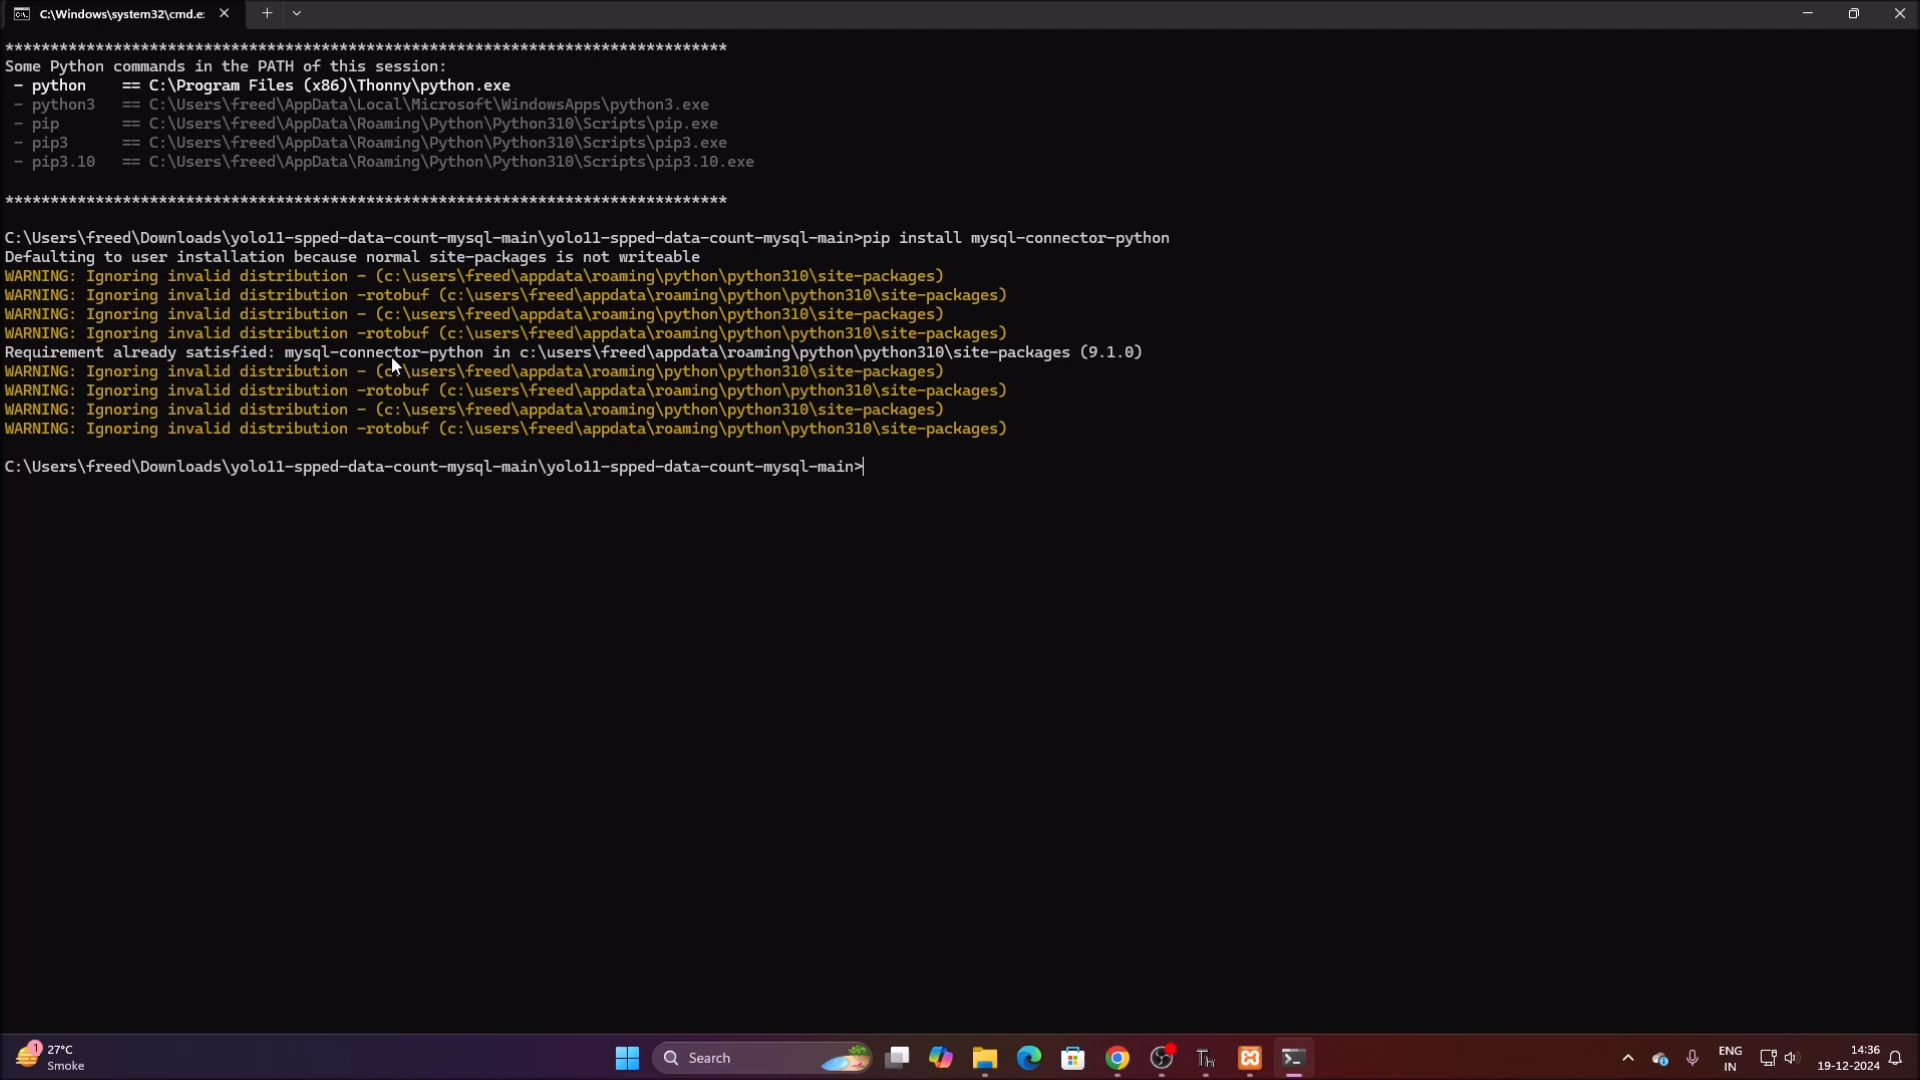 C:\Windows\system32\cmd.e:
********************************************************************************
Some Python commands in the PATH of this session:
- python    == C:\Program Files (x86)\Thonny\python.exe
- python3   == C:\Users\freed\AppData\Local\Microsoft\WindowsApps\python3.exe
- pip       == C:\Users\freed\AppData\Roaming\Python\Python310\Scripts\pip.exe
- pip3      == C:\Users\freed\AppData\Roaming\Python\Python310\Scripts\pip3.exe
- pip3.10   == C:\Users\freed\AppData\Roaming\Python\Python310\Scripts\pip3.10.exe
********************************************************************************
C:\Users\freed\Downloads\yolo11-spped-data-count-mysql-main\yolo11-spped-data-count-mysql-main>pip install mysql-connector-python
Defaulting to user installation because normal site-packages is not writeable
WARNING: Ignoring invalid distribution - (c:\users\freed\appdata\roaming\python\python310\site-packages)
WARNING: Ignoring invalid distribution -rotobuf (c:\users\freed\appdata\roaming\python\python310\site-packages)
WARNING: Ignoring invalid distribution - (c:\users\freed\appdata\roaming\python\python310\site-packages)
WARNING: Ignoring invalid distribution -rotobuf (c:\users\freed\appdata\roaming\python\python310\site-packages)
Requirement already satisfied: mysql-connector-python in c:\users\freed\appdata\roaming\python\python310\site-packages (9.1.0)
WARNING: Ignoring invalid distribution - (c:\users\freed\appdata\roaming\python\python310\site-packages)
WARNING: Ignoring invalid distribution -rotobuf (c:\users\freed\appdata\roaming\python\python310\site-packages)
WARNING: Ignoring invalid distribution - (c:\users\freed\appdata\roaming\python\python310\site-packages)
WARNING: Ignoring invalid distribution -rotobuf (c:\users\freed\appdata\roaming\python\python310\site-packages)
C:\Users\freed\Downloads\yolo11-spped-data-count-mysql-main\yolo11-spped-data-count-mysql-main>
1
27°C
Smoke
Search
Th
ENG
IN
14:36
19-12-2024